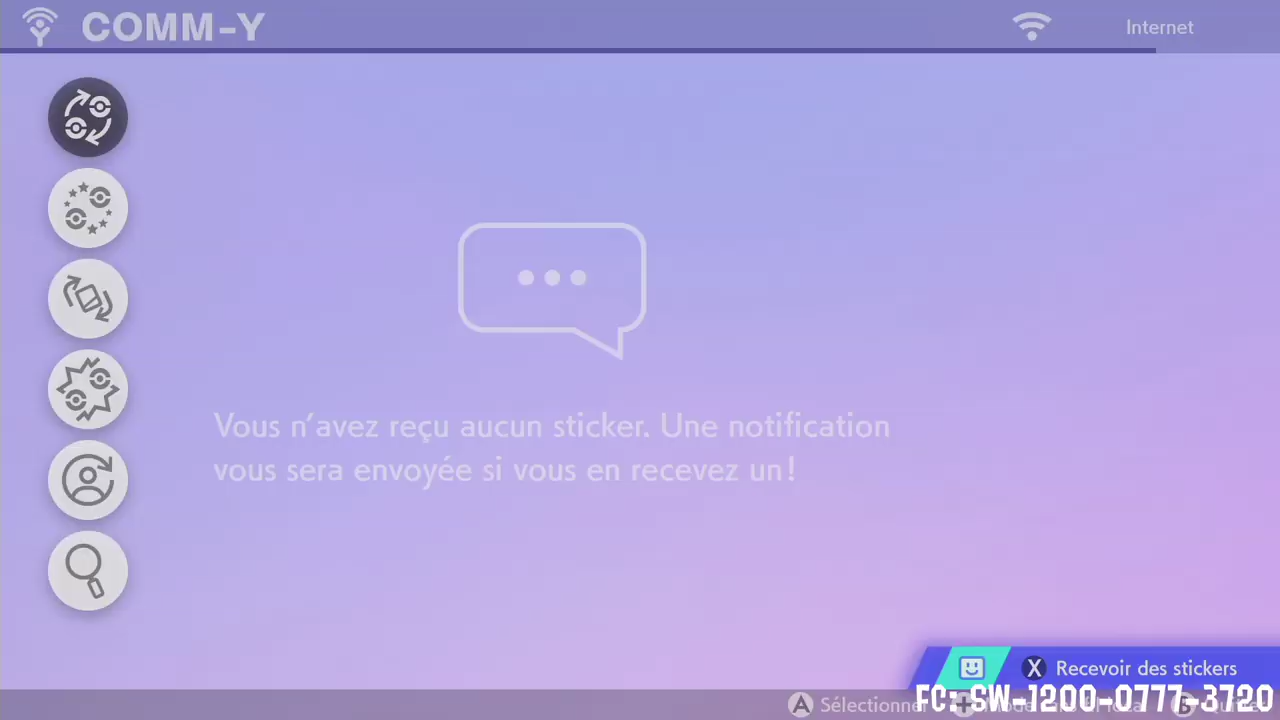 COMM-Y
Internet
Vous n'avez reçu aucun sticker. Une notification
vous sera envoyée si vous en recevez un !
X Recevoir des stickers
A Sélectionner
FC: SW-1200-0777-3720